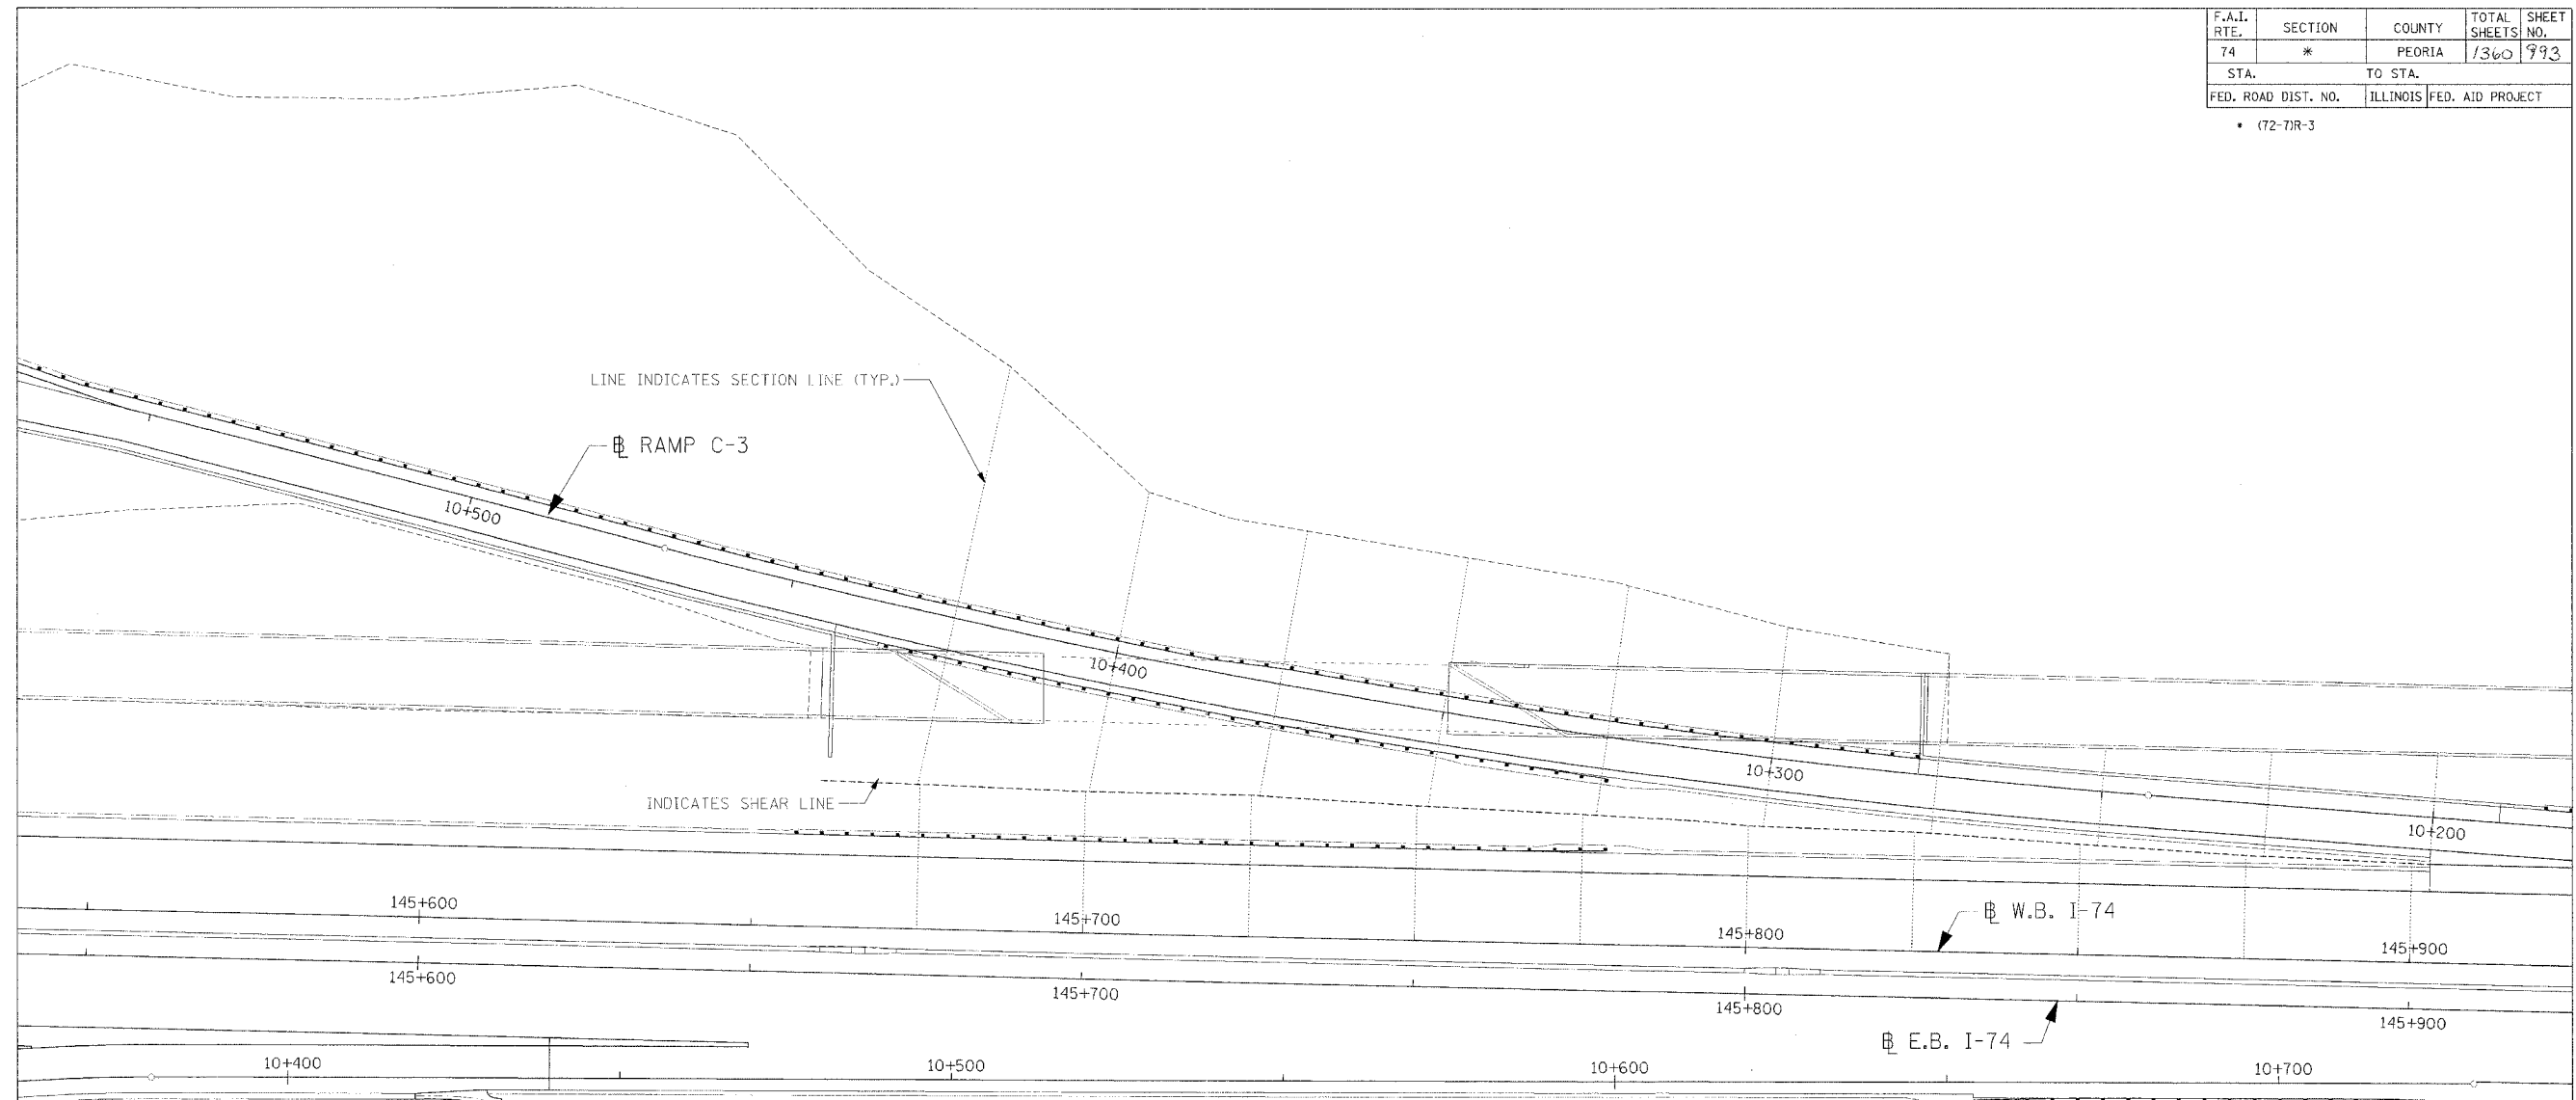 F.A.I. RTE. SECTION COUNTY TOTAL SHEETS SHEET NO.
74 * PEORIA 1360 993
STA. TO STA.
FED. ROAD DIST. NO. ILLINOIS FED. AID PROJECT
* (72-7)R-3
LINE INDICATES SECTION LINE (TYP.)
℄ RAMP C-3
10+500
10+400
10+300
10+200
INDICATES SHEAR LINE
145+600
145+700
145+800
145+900
℄ W.B. I-74
145+600
145+700
145+800
145+900
℄ E.B. I-74
10+400
10+500
10+600
10+700